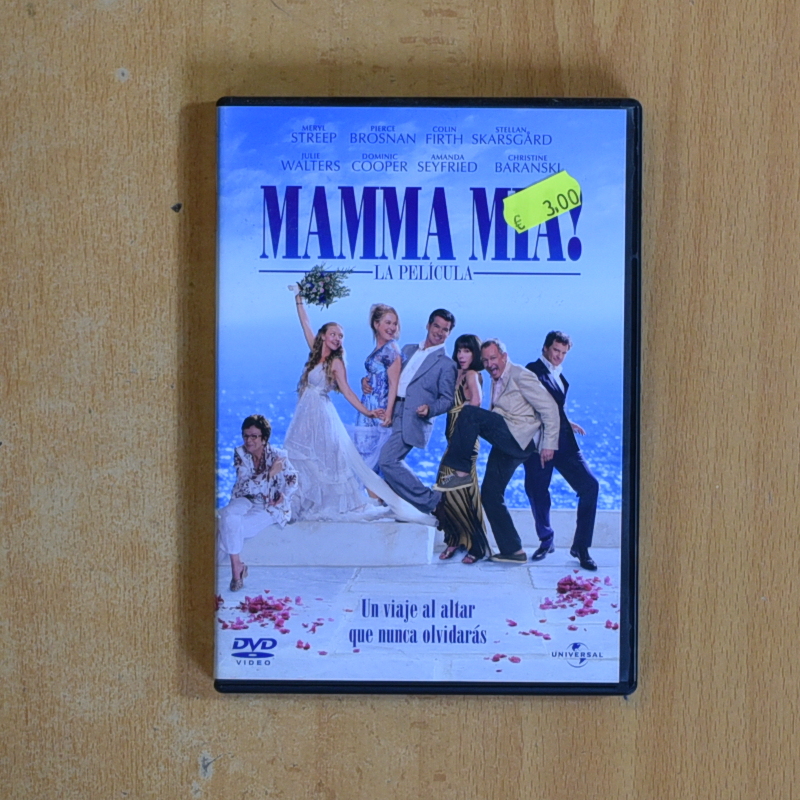 MERYL STREEP PIERCE BROSNAN COLIN FIRTH STELLAN SKARSGÅRD
JULIE WALTERS DOMINIC COOPER AMANDA SEYFRIED CHRISTINE BARANSKI
€ 3,00
MAMMA MIA!
LA PELÍCULA
Un viaje al altar
que nunca olvidarás
DVD
VIDEO
UNIVERSAL